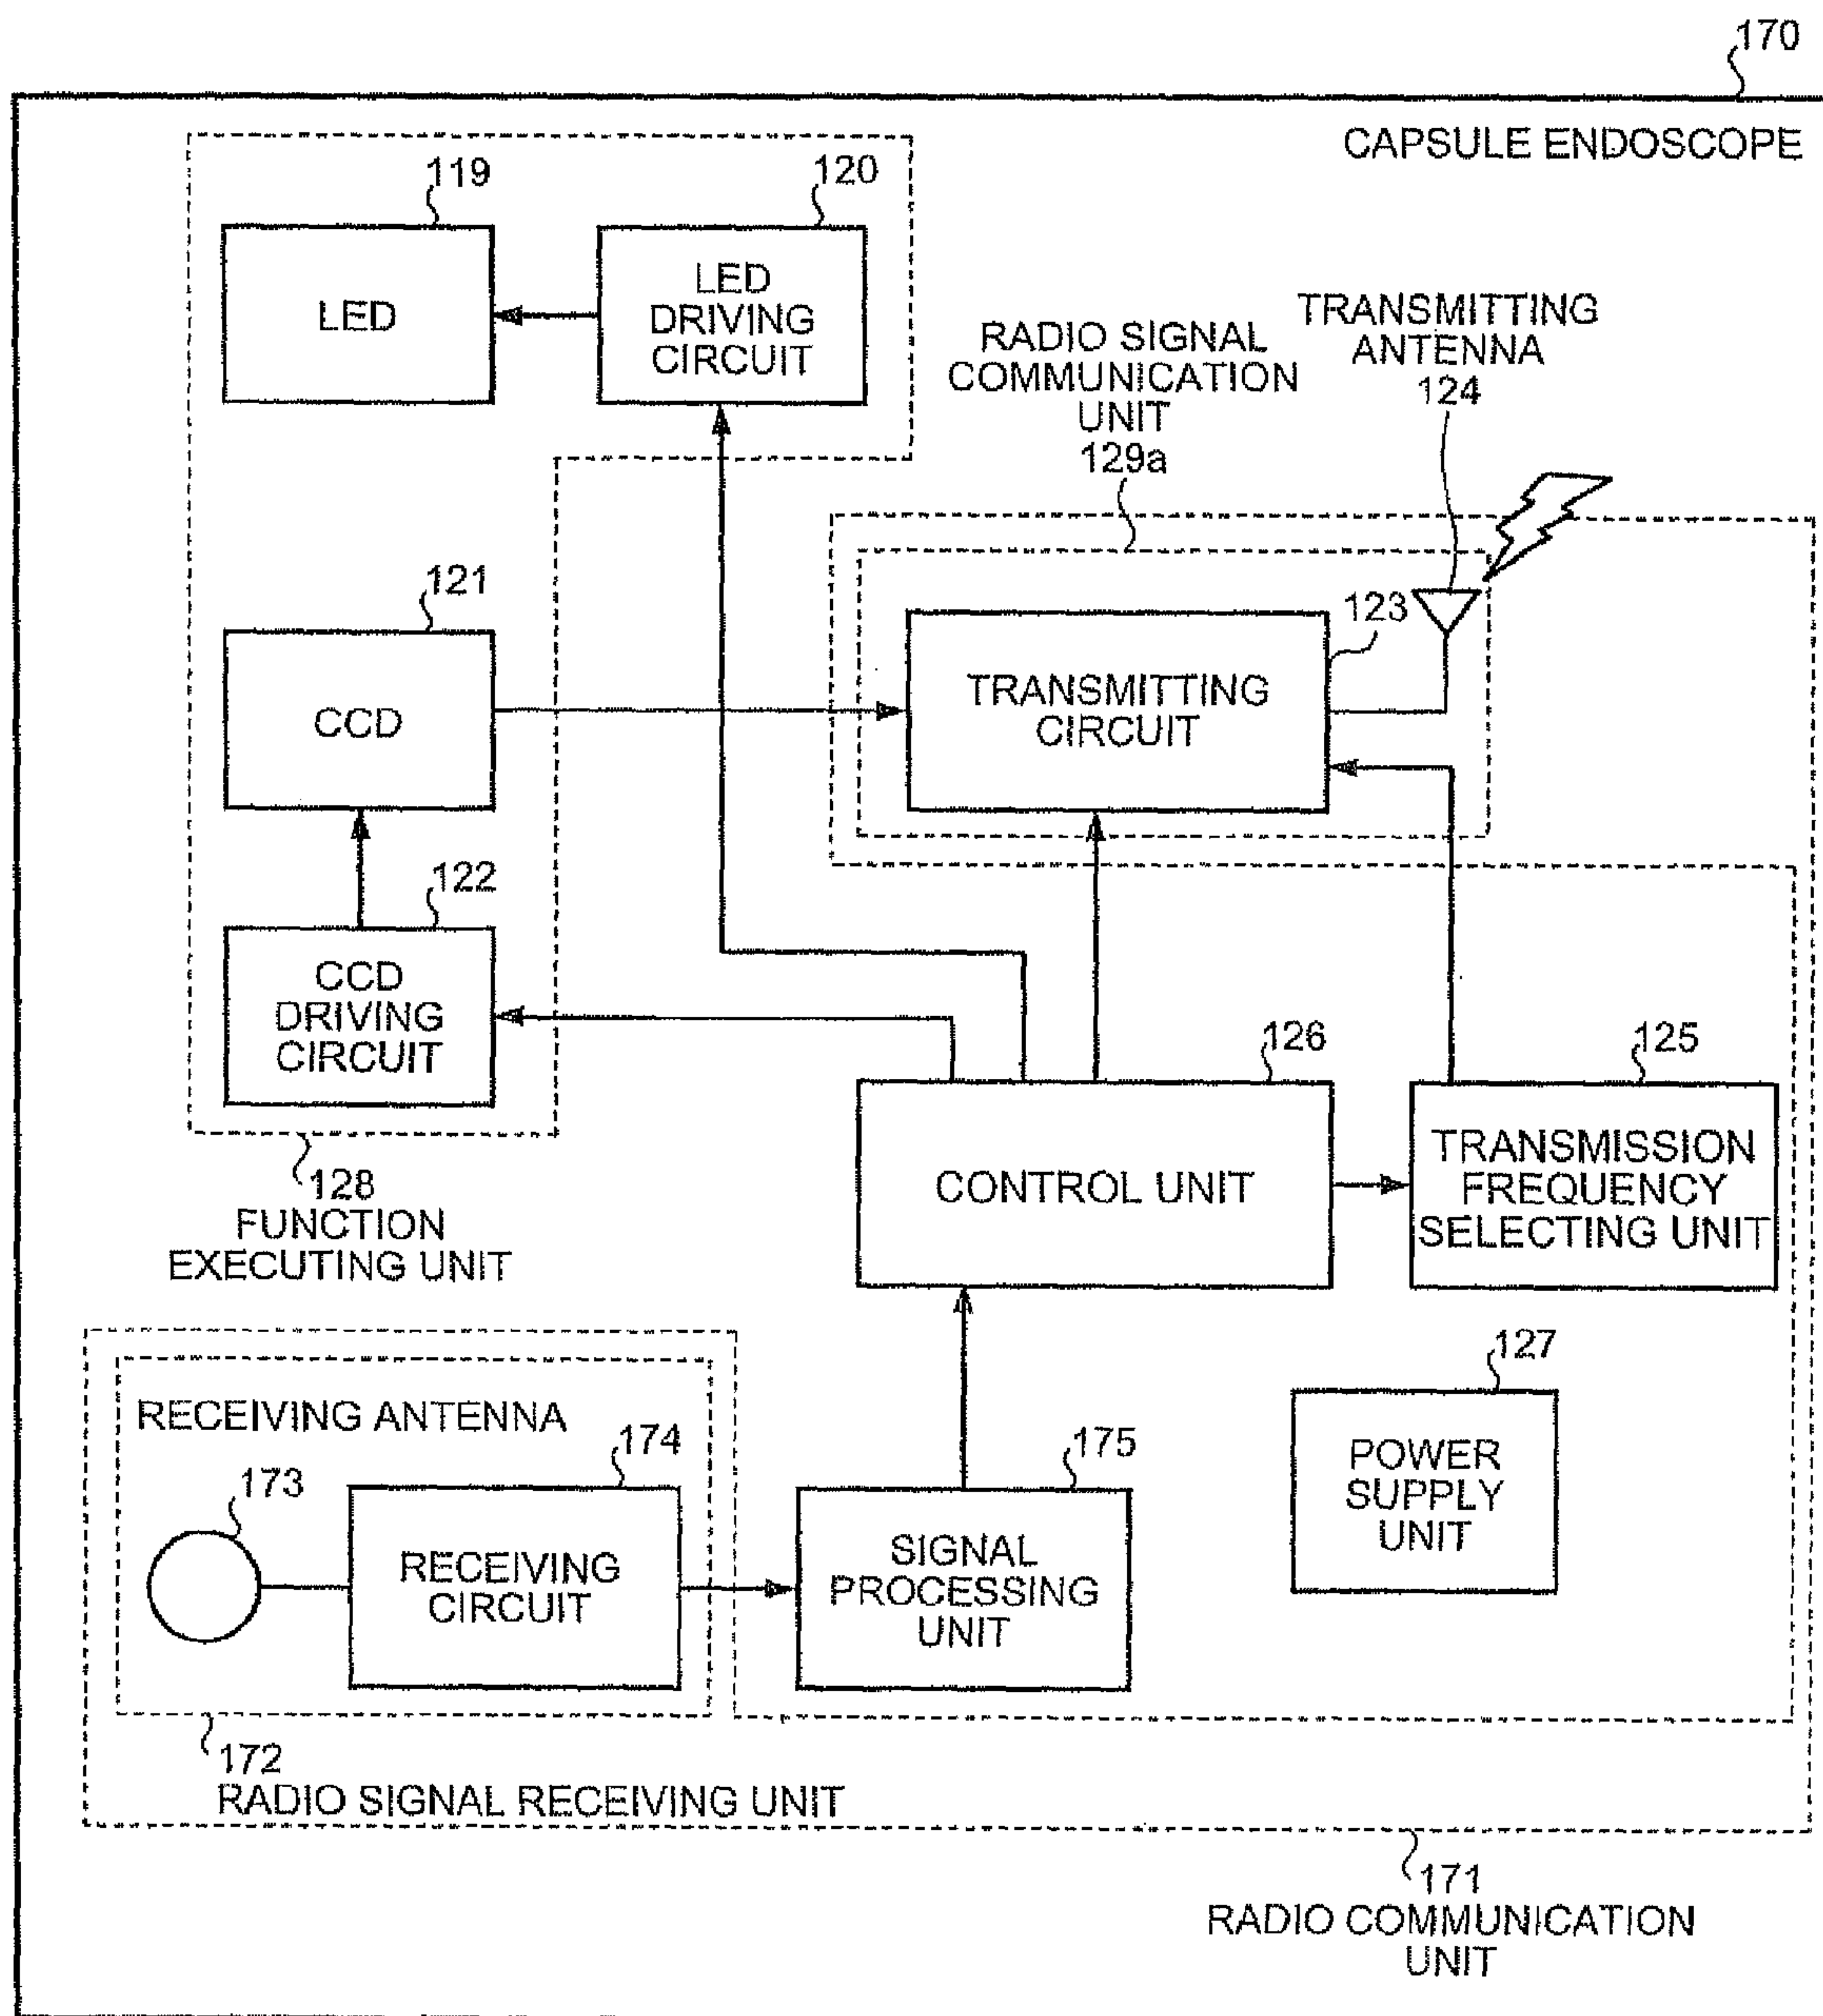 170
CAPSULE ENDOSCOPE
119
120
LED
LED
DRIVING
CIRCUIT
RADIO SIGNAL
COMMUNICATION
UNIT
129a
TRANSMITTING
ANTENNA
124
121
123
CCD
TRANSMITTING
CIRCUIT
122
CCD
DRIVING
CIRCUIT
126
125
CONTROL UNIT
TRANSMISSION
FREQUENCY
SELECTING UNIT
128
FUNCTION
EXECUTING UNIT
127
RECEIVING ANTENNA
174
175
POWER
SUPPLY
UNIT
173
RECEIVING
CIRCUIT
SIGNAL
PROCESSING
UNIT
172
RADIO SIGNAL RECEIVING UNIT
171
RADIO COMMUNICATION
UNIT